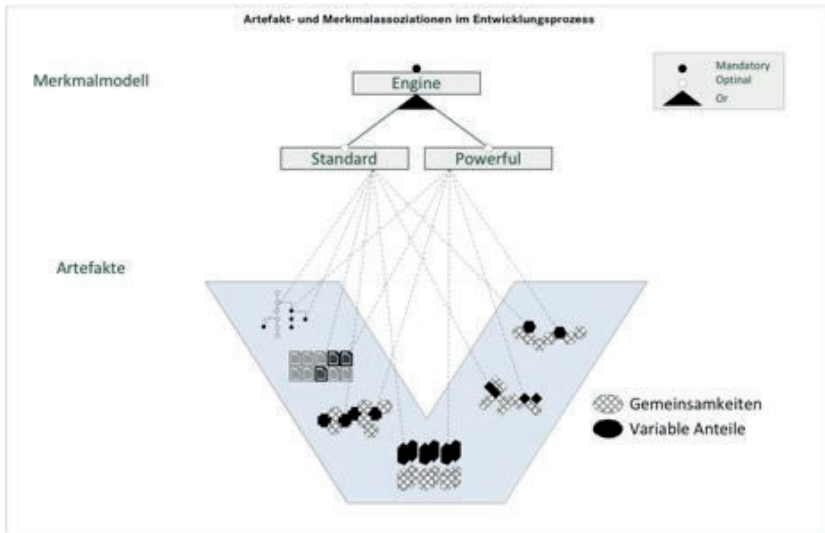 Artefakt- und Merkmalassoziationen im Entwicklungsprozess
Merkmalmodell
Engine
Mandatory
Optinal
Or
Standard
Powerful
Artefakte
Gemeinsamkeiten
Variable Anteile